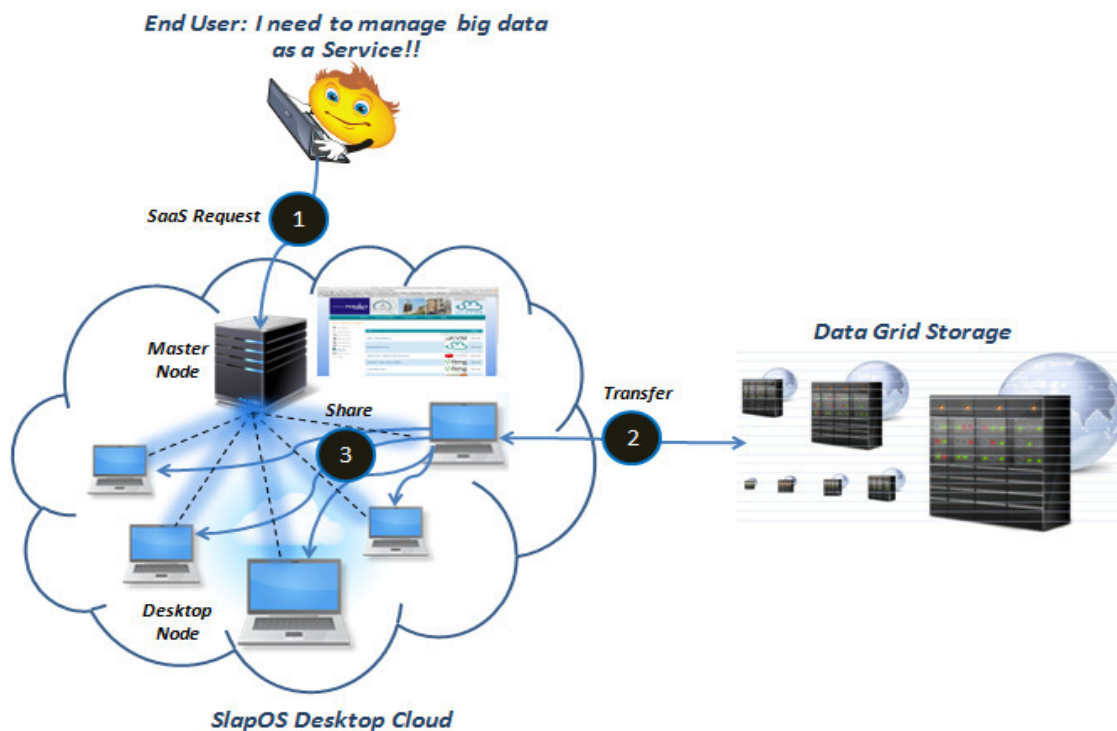 End User: I need to manage big data
as a Service!!
SaaS Request
1
Master
Node
Data Grid Storage
Share
Transfer
3
2
Desktop
Node
SlapOS Desktop Cloud